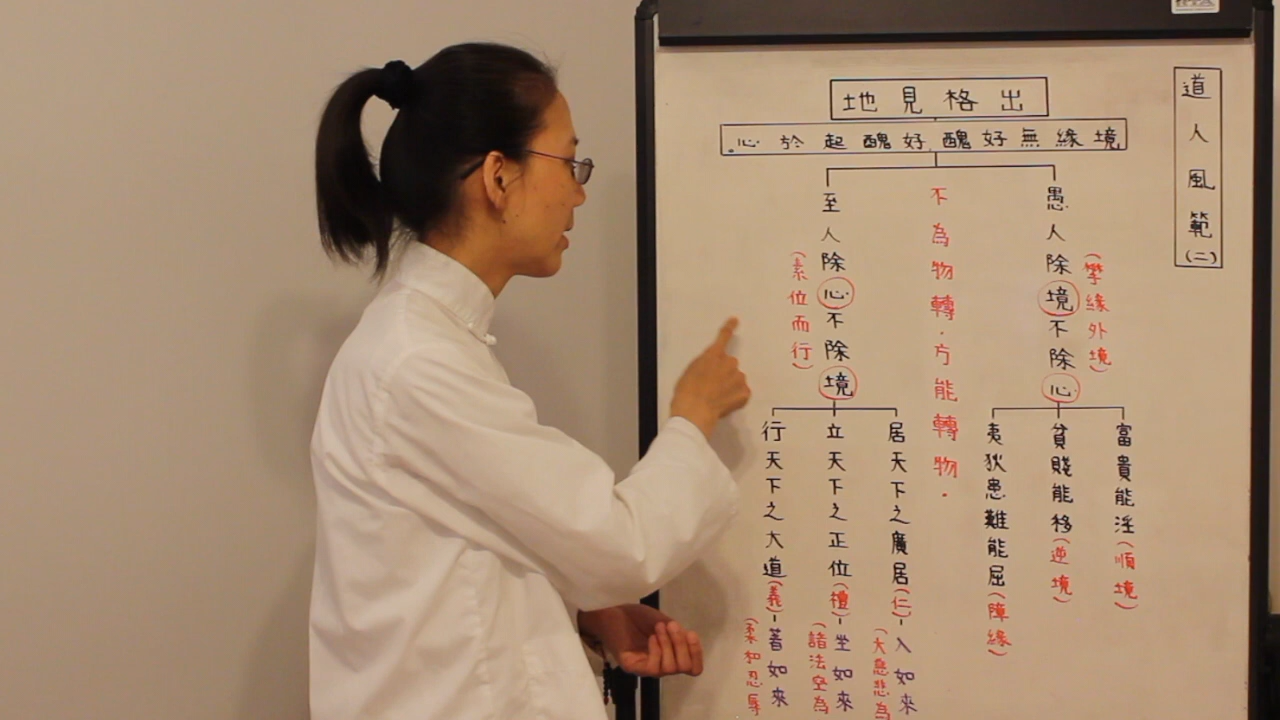 道人風範(二)
出格見地
境緣無好醜.好醜起於心.
愚人除境不除心
(攀緣外境)
富貴能淫(順境)
貧賤能移(逆境)
夷狄患難能屈(障緣)
不為物轉.方能轉物.
至人除心不除境
(素位而行)
居天下之廣居(仁)-入如來
(大慈悲為
立天下之正位(禮)-坐如來
(諸法空為
行天下之大道(義)-著如來
(柔和忍辱